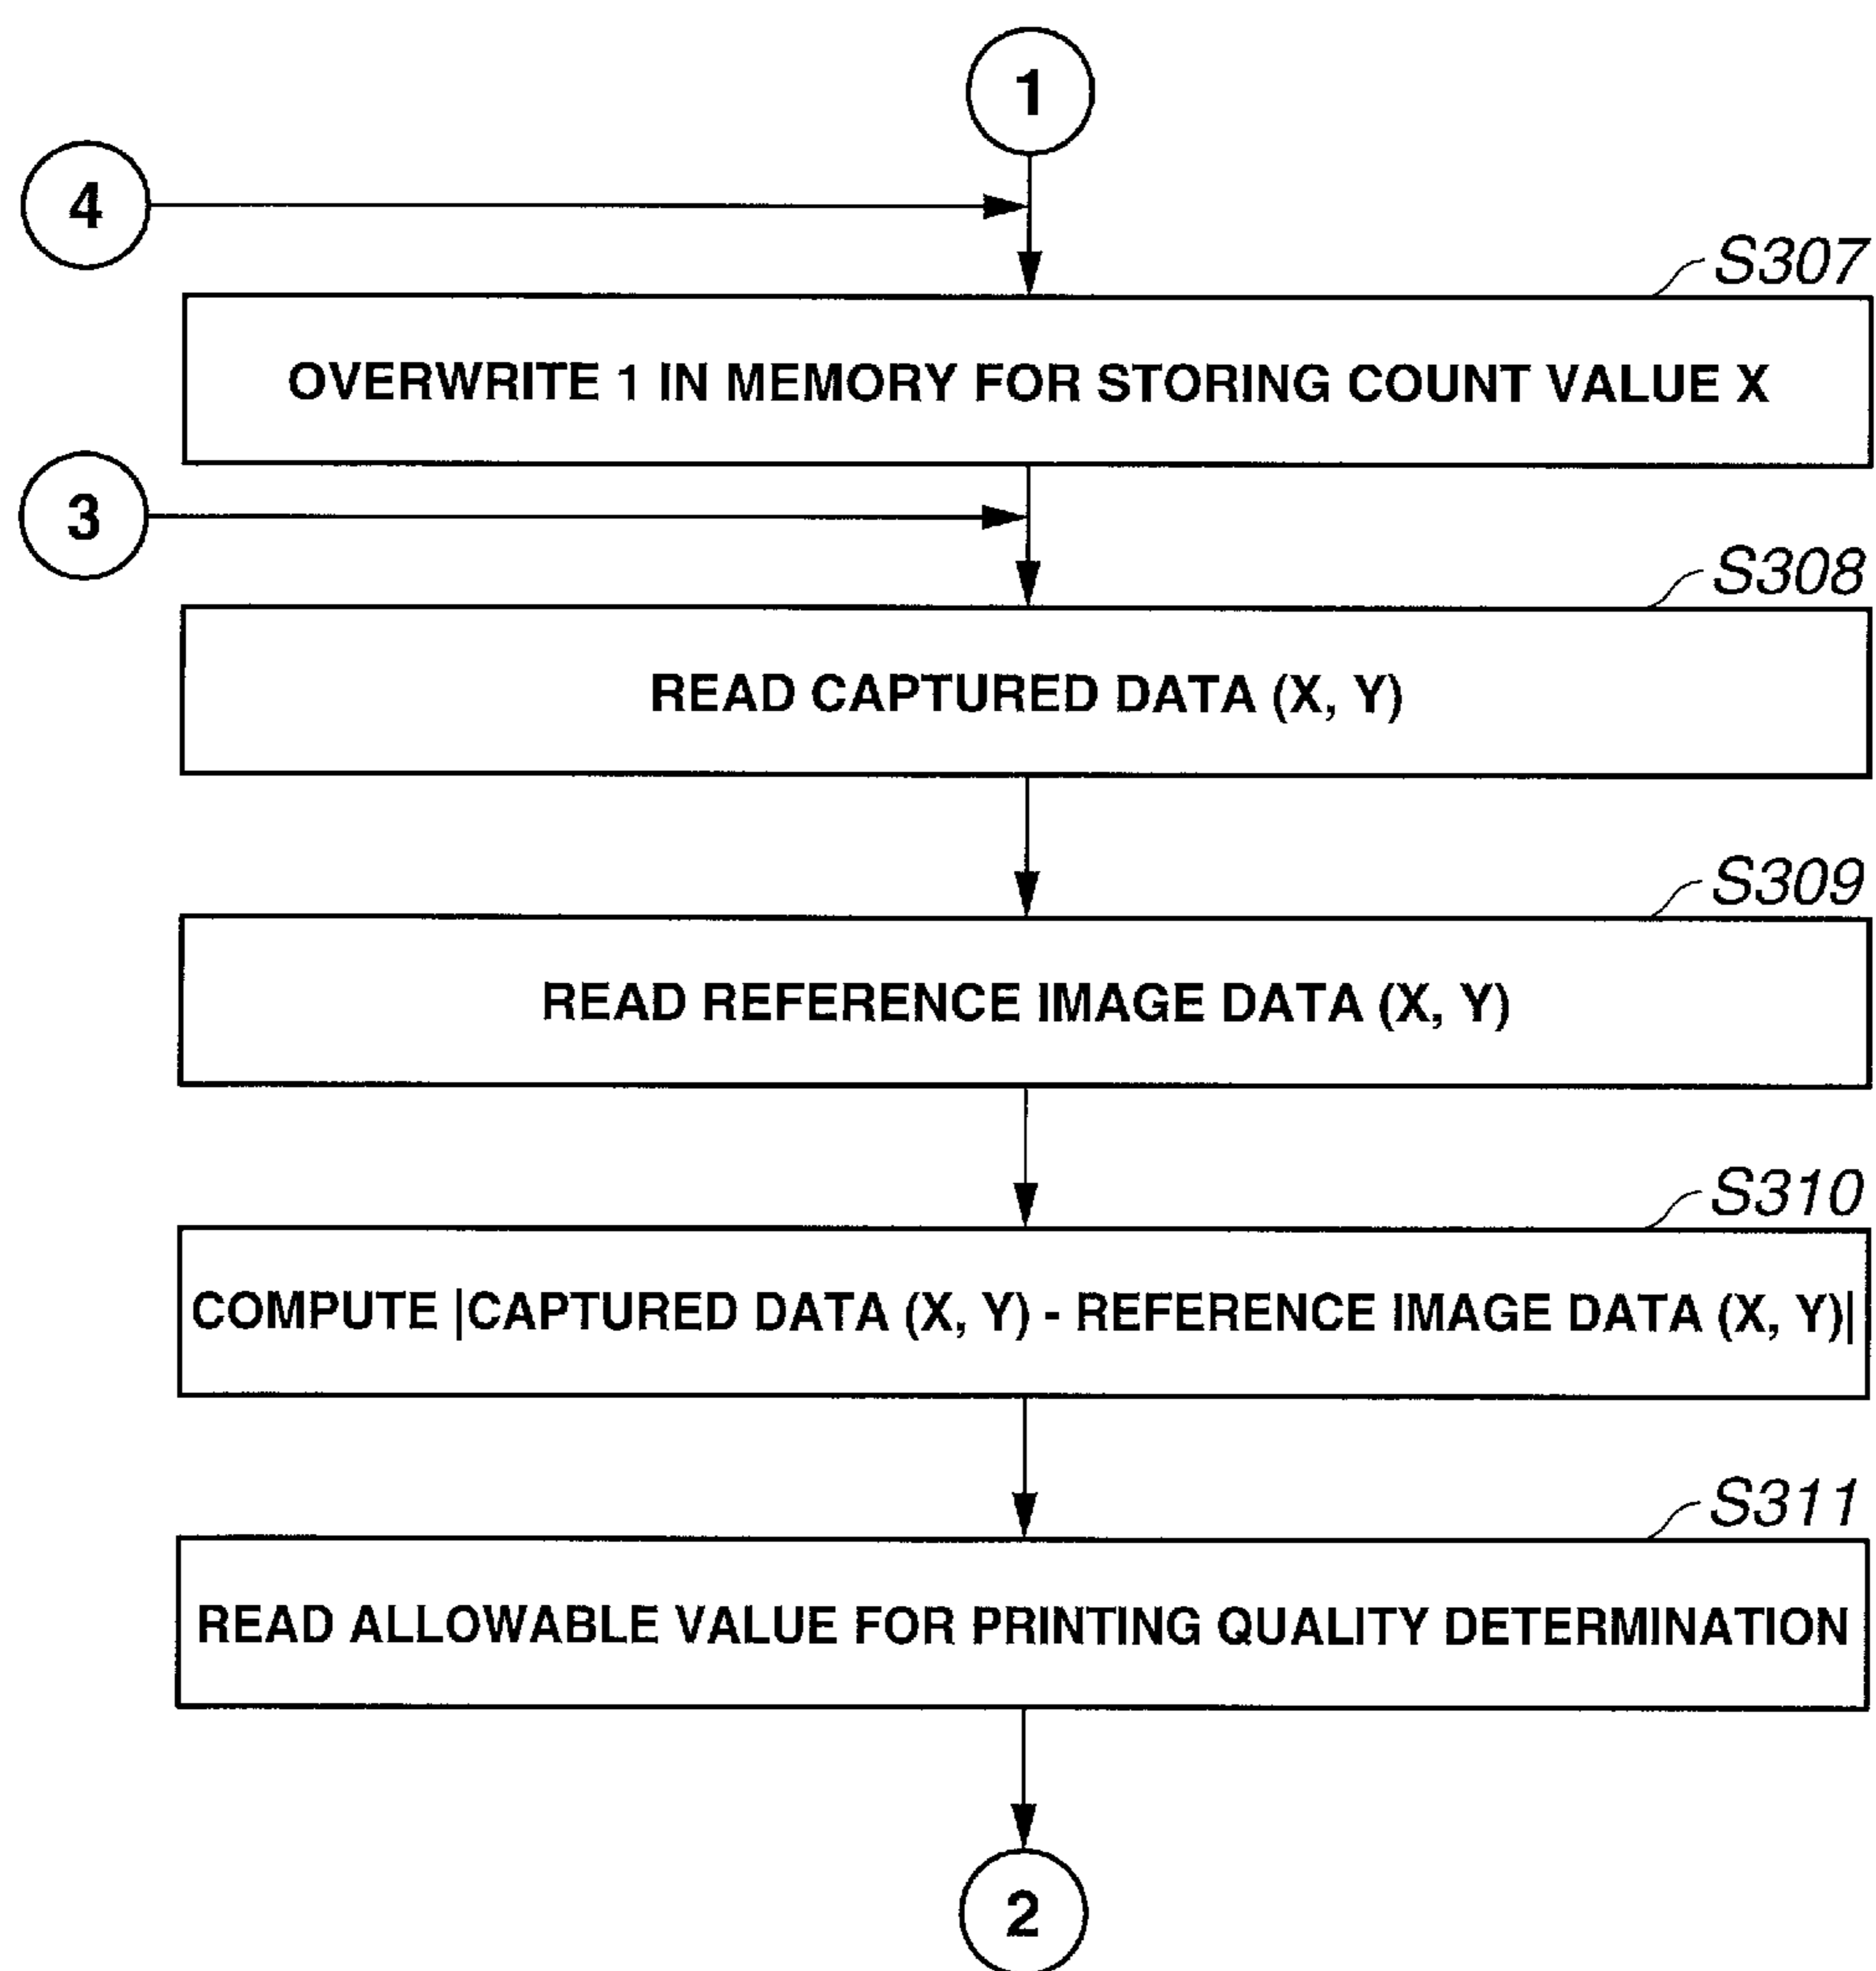 1
4
S307
OVERWRITE 1 IN MEMORY FOR STORING COUNT VALUE X
3
S308
READ CAPTURED DATA (X, Y)
S309
READ REFERENCE IMAGE DATA (X, Y)
S310
COMPUTE |CAPTURED DATA (X, Y) - REFERENCE IMAGE DATA (X, Y)|
S311
READ ALLOWABLE VALUE FOR PRINTING QUALITY DETERMINATION
2